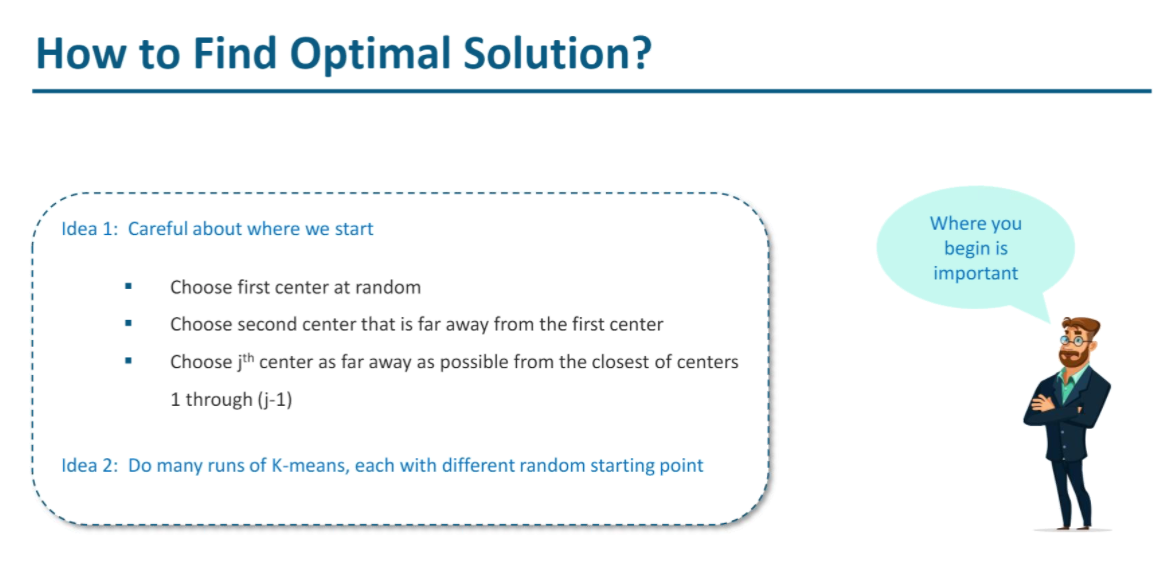 How to Find Optimal Solution?
Idea 1: Careful about where we start
▪ Choose first center at random
▪ Choose second center that is far away from the first center
▪ Choose jᵗʰ center as far away as possible from the closest of centers
1 through (j-1)
Idea 2: Do many runs of K-means, each with different random starting point
Where you
begin is
important